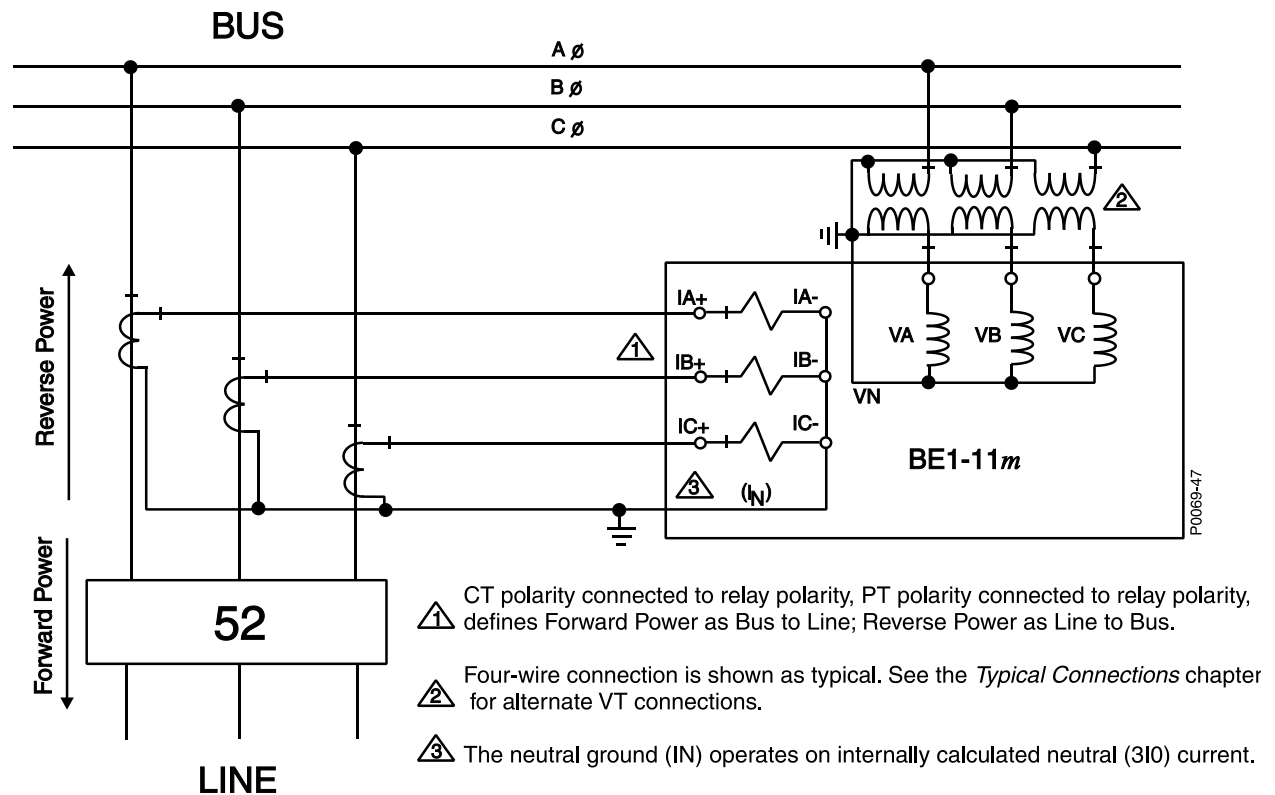 BUS
A ø
B ø
C ø
2
Reverse Power
IA+
IA-
VA
VB
VC
1
IB+
IB-
VN
IC+
IC-
BE1-11m
3
(IN)
P0069-47
Forward Power
52
1 CT polarity connected to relay polarity, PT polarity connected to relay polarity,
defines Forward Power as Bus to Line; Reverse Power as Line to Bus.
2 Four-wire connection is shown as typical. See the Typical Connections chapter
for alternate VT connections.
3 The neutral ground (IN) operates on internally calculated neutral (3I0) current.
LINE